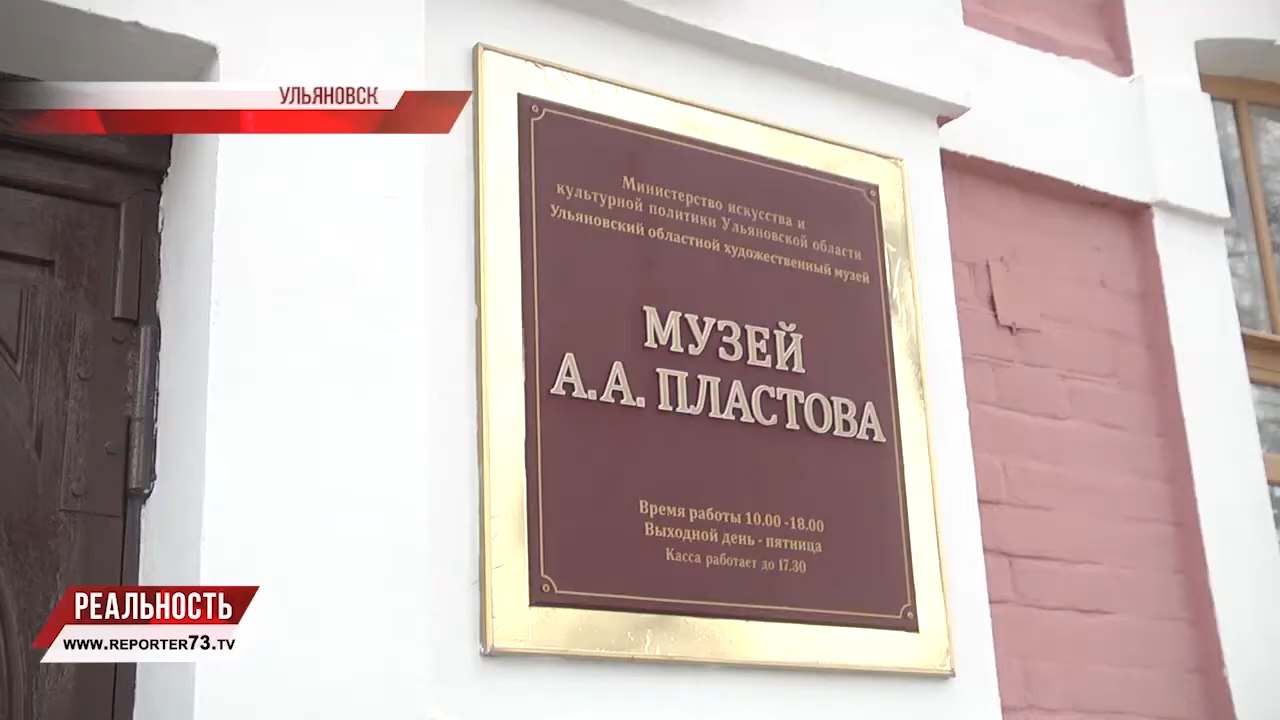 УЛЬЯНОВСК
Министерство искусства и
культурной политики Ульяновской области
Ульяновский областной художественный музей
МУЗЕЙ
А.А. ПЛАСТОВА
Время работы 10.00 -18.00
Выходной день - пятница
Касса работает до 17.30
РЕАЛЬНОСТЬ
WWW.REPORTER73.TV